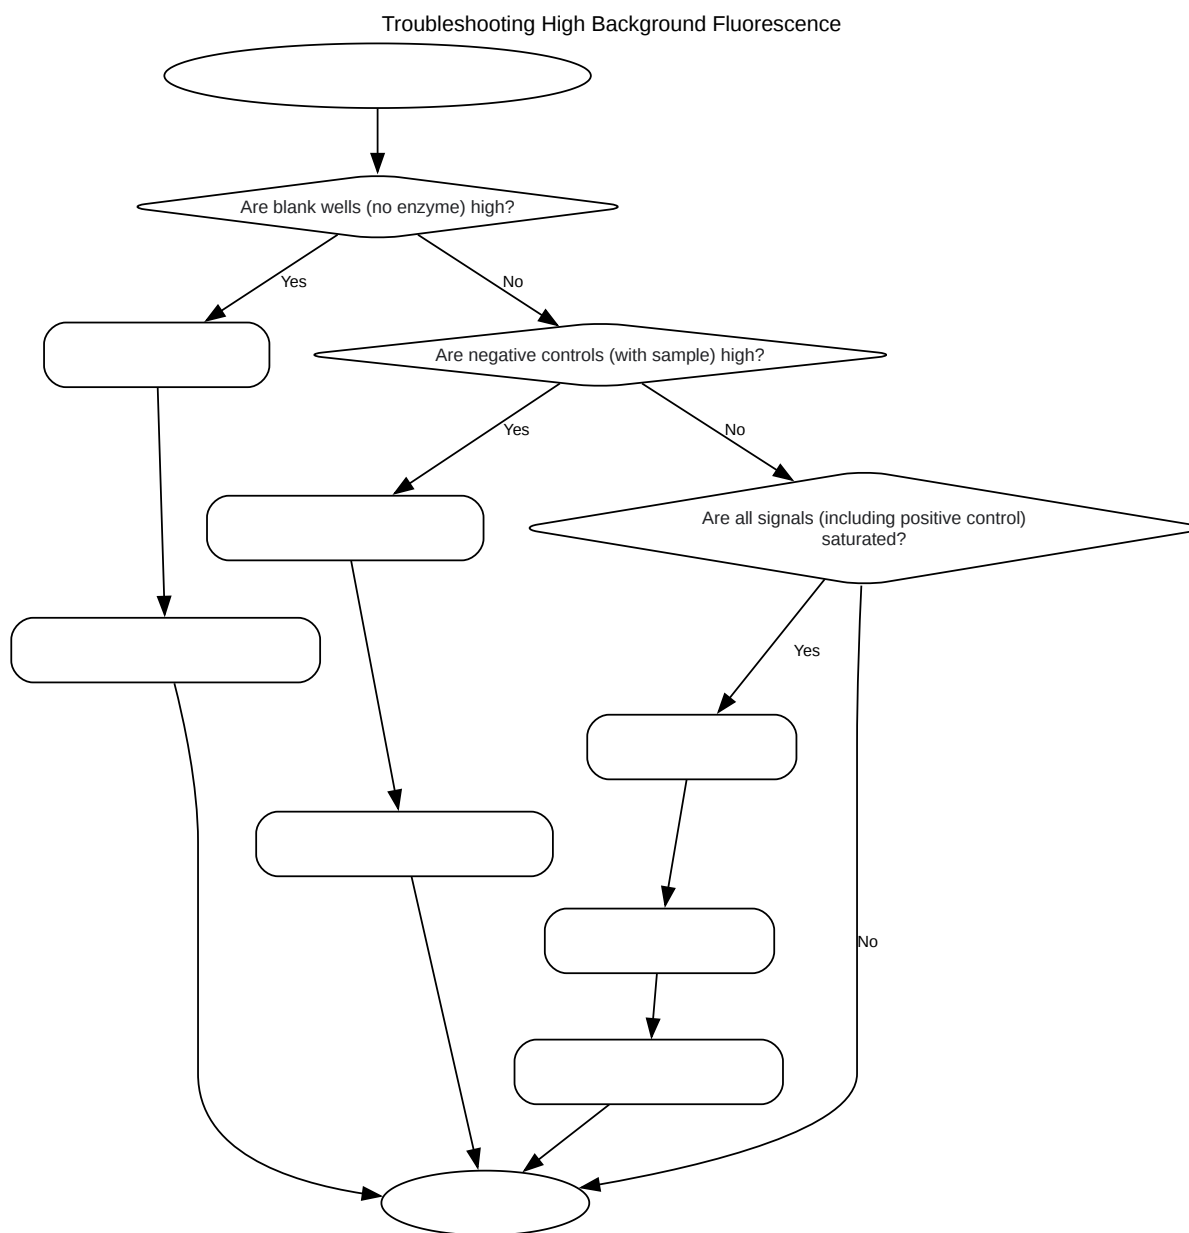 Troubleshooting High Background Fluorescence
Are blank wells (no enzyme) high?
Yes
No
Are negative controls (with sample) high?
Yes
No
Are all signals (including positive control)
saturated?
Yes
No